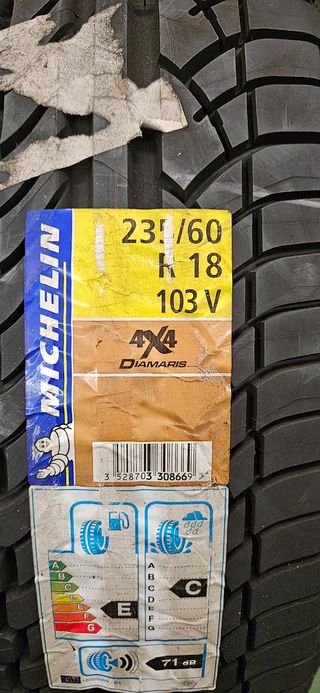 MICHELIN
235/60
R 18
103 V
4X4
DIAMARIS
3 528703 308669 >
A
B
C
E
F
G
E
A
B
C
E
F
G
C
71 dB